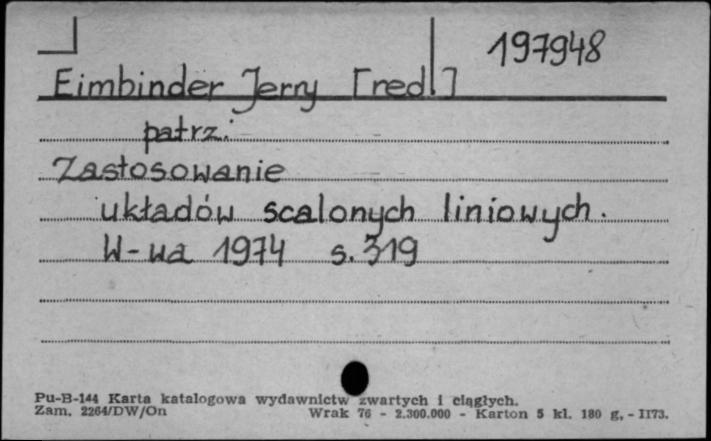 197948
Eimbinder Jerry [red.]
patrz:
Zastosowanie
układów scalonych liniowych.
W-wa 1974 s. 319
Pu-B-144 Karta katalogowa wydawnictw zwartych i ciągłych.
Zam. 2264/DW/On Wrak 76 - 2.300.000 - Karton 5 kl. 180 g. - II73.